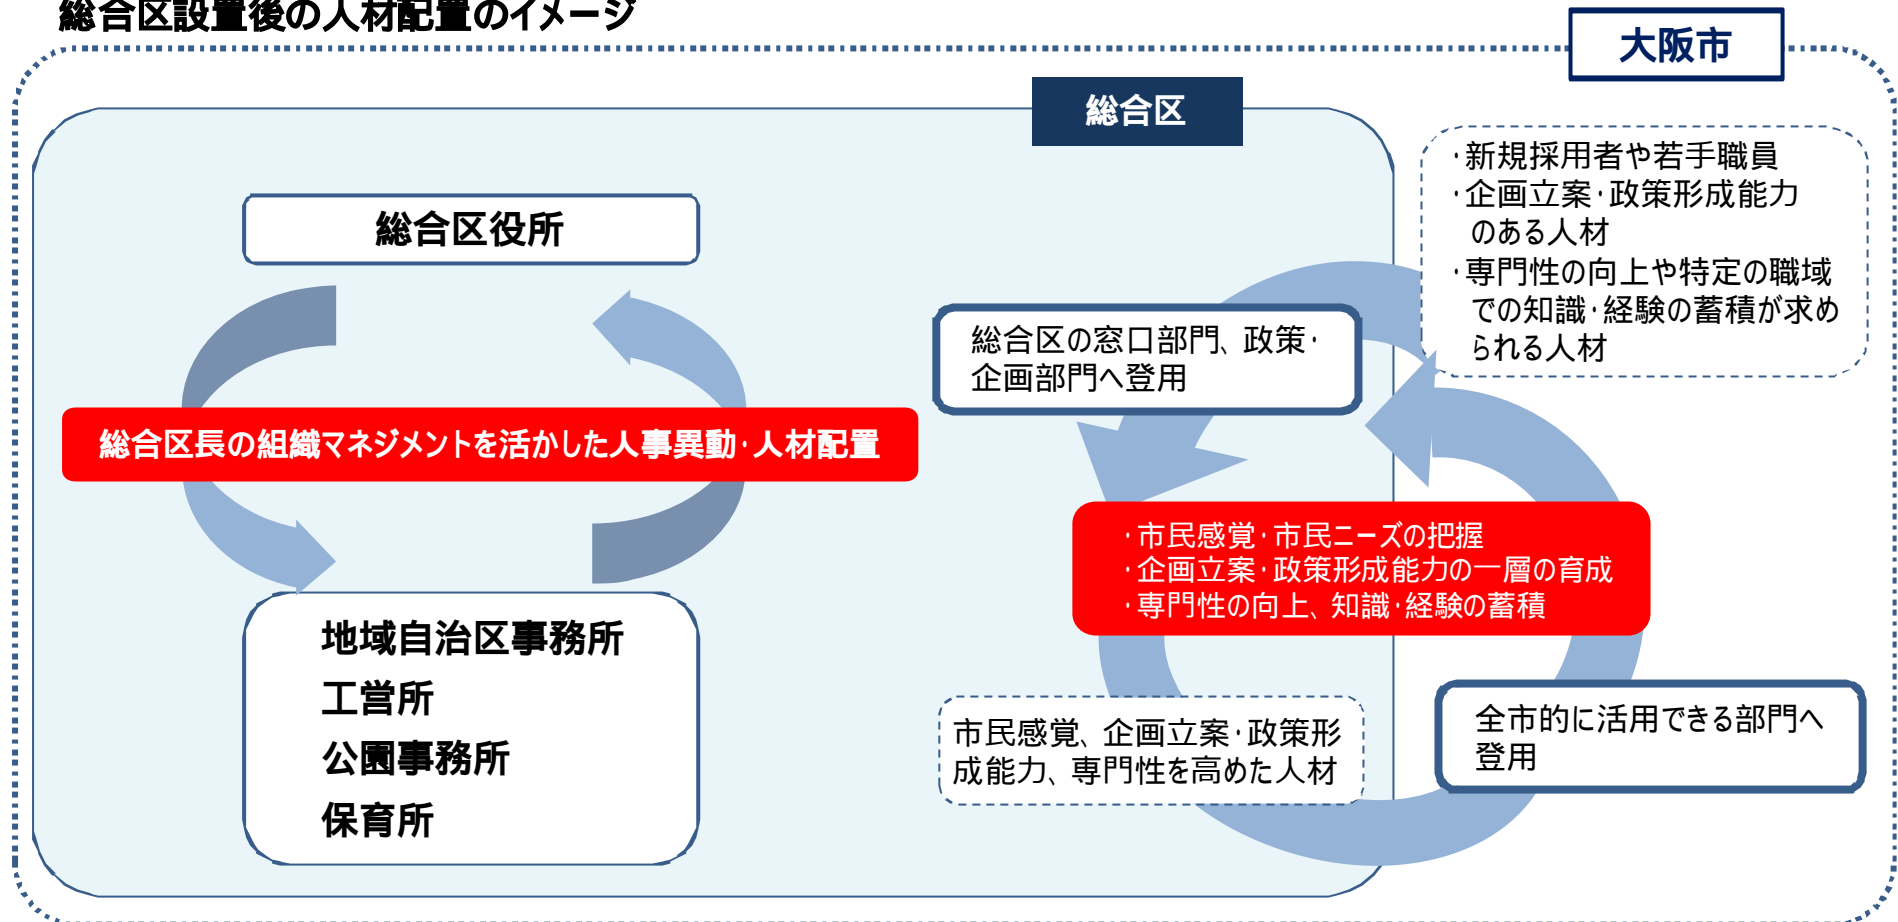 総合区設置後の人材配置のイメージ
大阪市
総合区
・新規採用者や若手職員
・企画立案・政策形成能力
のある人材
・専門性の向上や特定の職域
での知識・経験の蓄積が求め
られる人材
総合区役所
総合区の窓口部門、政策・
企画部門へ登用
総合区長の組織マネジメントを活かした人事異動・人材配置
・市民感覚・市民ニーズの把握
・企画立案・政策形成能力の一層の育成
・専門性の向上、知識・経験の蓄積
地域自治区事務所
工営所
公園事務所
保育所
市民感覚、企画立案・政策形
成能力、専門性を高めた人材
全市的に活用できる部門へ
登用